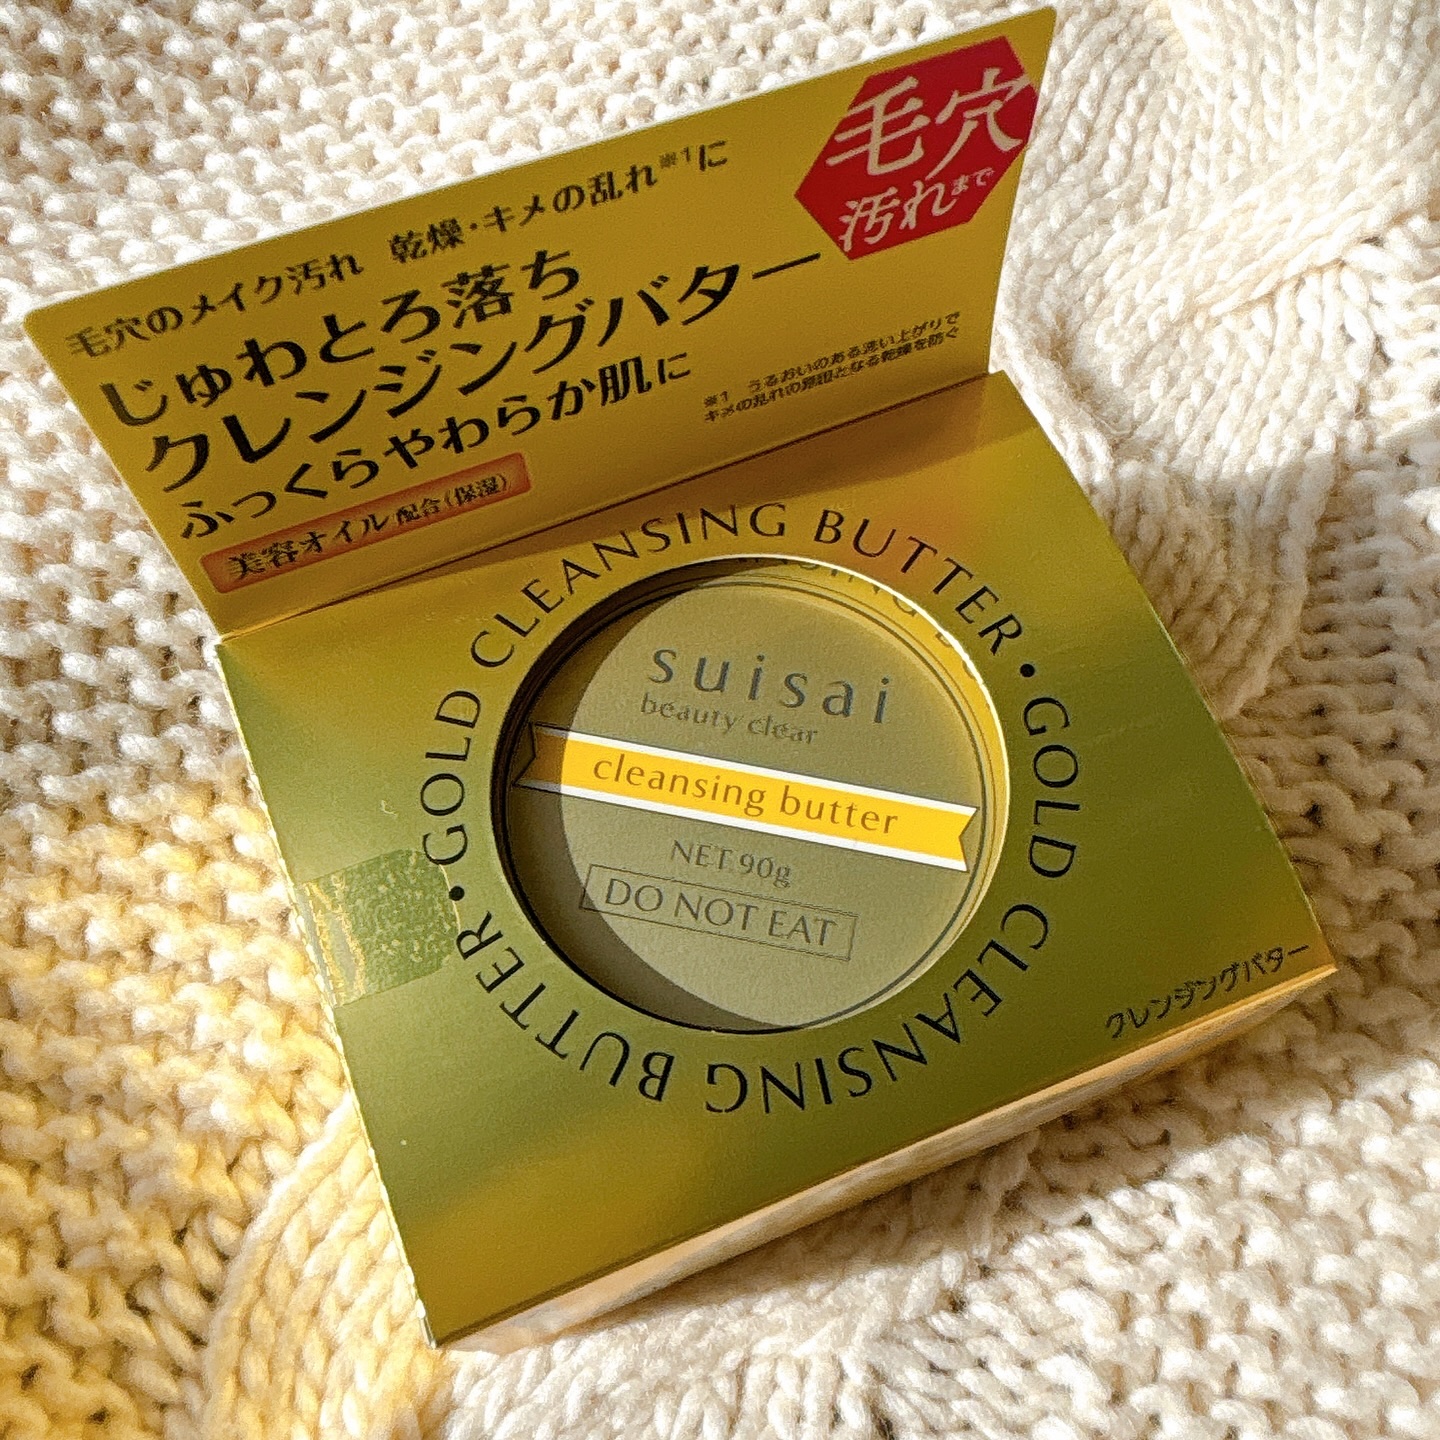 毛穴
汚れまで
毛穴のメイク汚れ 乾燥・キメの乱れ※1に
じゅわとろ落ち
クレンジングバター
ふっくらやわらか肌に
※1 うるおいのある洗い上がりで
キメの乱れの原因となる乾燥を防ぐ
美容オイル配合(保湿)
GOLD CLEANSING BUTTER・GOLD CLEANSING BUTTER・
suisai
beauty clear
cleansing butter
NET 90g
DO NOT EAT
クレンジングバター